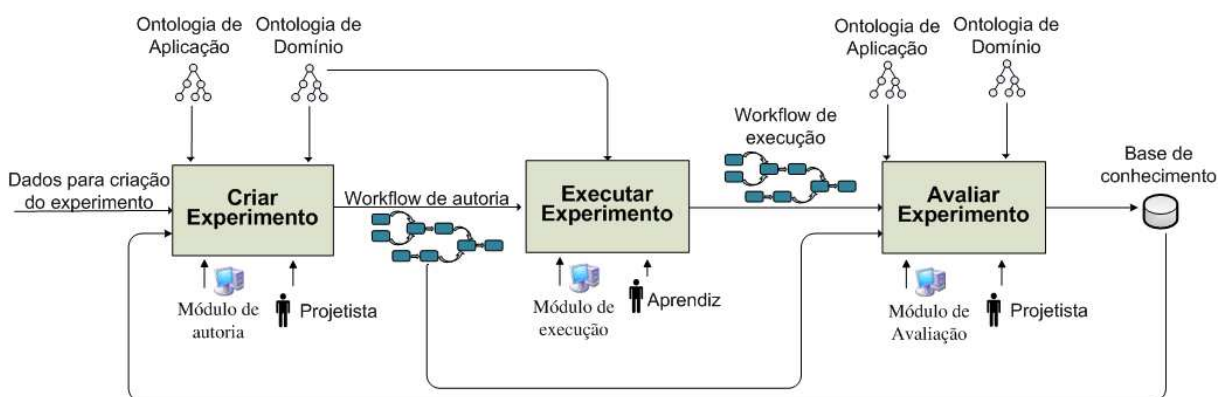 Ontologia de
Aplicação
Ontologia de
Domínio
Ontologia de
Aplicação
Ontologia de
Domínio
Workflow de
execução
Dados para criação
do experimento
Criar
Experimento
Workflow de autoria
Executar
Experimento
Avaliar
Experimento
Base de
conhecimento
Módulo de
autoria
Projetista
Módulo de
execução
Aprendiz
Módulo de
Avaliação
Projetista